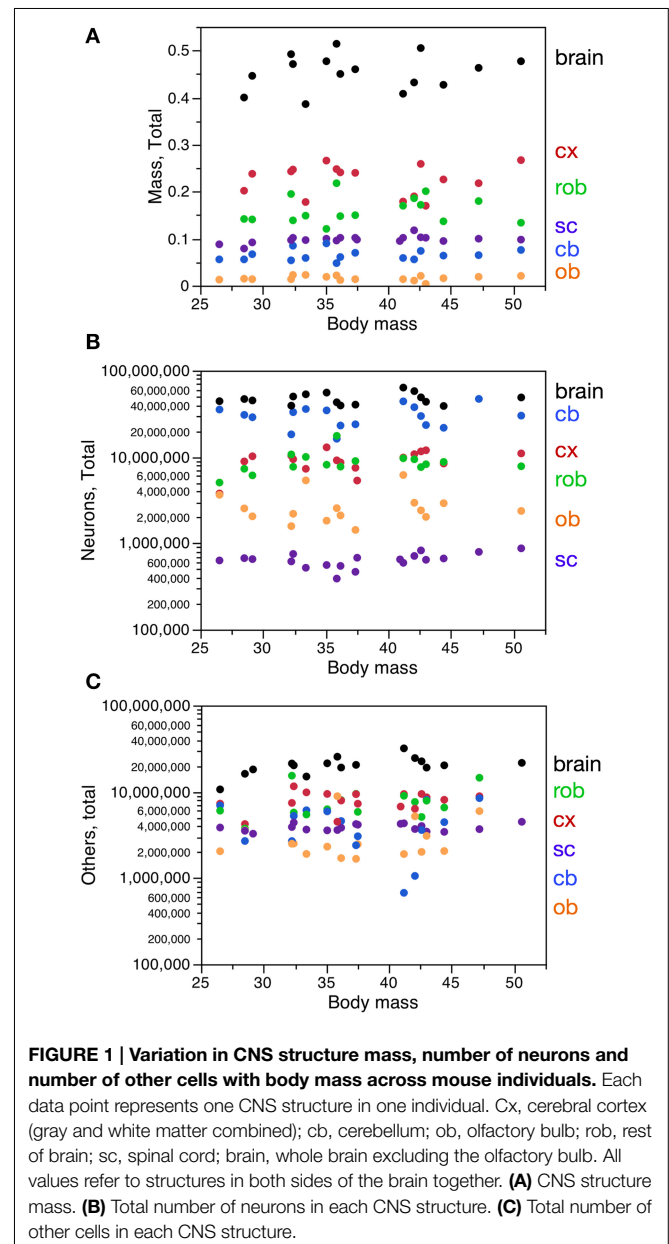 A
0.5
0.4
0.3
0.2
0.1
0
Mass, Total
brain
cx
rob
sc
cb
ob
25 30 35 40 45 50
Body mass
B
100,000,000
60,000,000
40,000,000
20,000,000
10,000,000
6,000,000
4,000,000
2,000,000
1,000,000
600,000
400,000
200,000
100,000
Neurons, Total
brain
cb
cx
rob
ob
sc
25 30 35 40 45 50
Body mass
C
100,000,000
60,000,000
40,000,000
20,000,000
10,000,000
6,000,000
4,000,000
2,000,000
1,000,000
600,000
400,000
200,000
100,000
Others, total
brain
rob
cx
sc
cb
ob
25 30 35 40 45 50
Body mass
FIGURE 1 | Variation in CNS structure mass, number of neurons and
number of other cells with body mass across mouse individuals. Each
data point represents one CNS structure in one individual. Cx, cerebral cortex
(gray and white matter combined); cb, cerebellum; ob, olfactory bulb; rob, rest
of brain; sc, spinal cord; brain, whole brain excluding the olfactory bulb. All
values refer to structures in both sides of the brain together. (A) CNS structure
mass. (B) Total number of neurons in each CNS structure. (C) Total number of
other cells in each CNS structure.